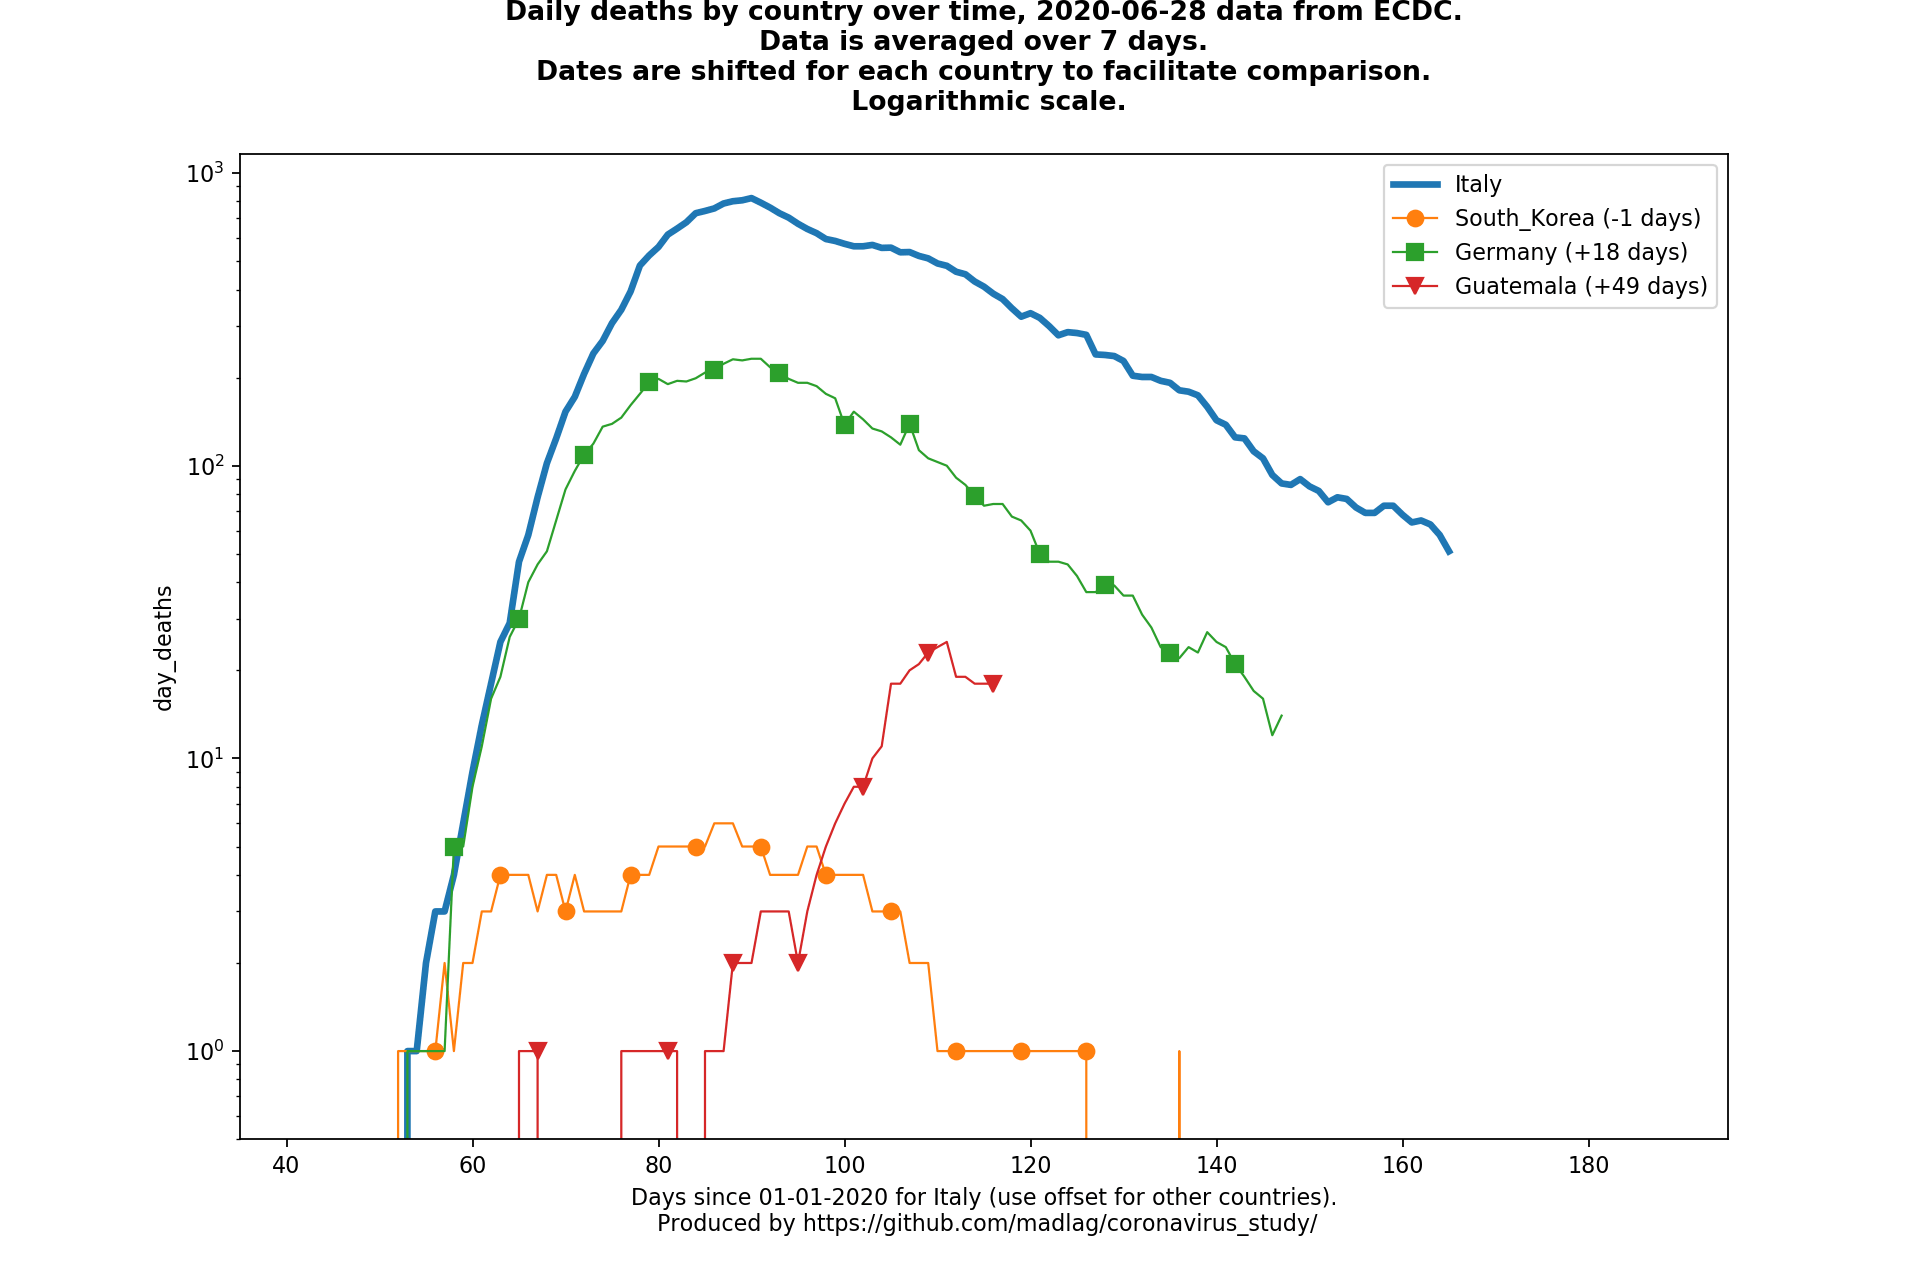 Daily deaths by country over time, 2020-06-28 data from ECDC.
Data is averaged over 7 days.
Dates are shifted for each country to facilitate comparison.
Logarithmic scale.
10³
Italy
South_Korea (-1 days)
Germany (+18 days)
Guatemala (+49 days)
10²
day_deaths
10¹
10⁰
40 60 80 100 120 140 160 180
Days since 01-01-2020 for Italy (use offset for other countries).
Produced by https://github.com/madlag/coronavirus_study/